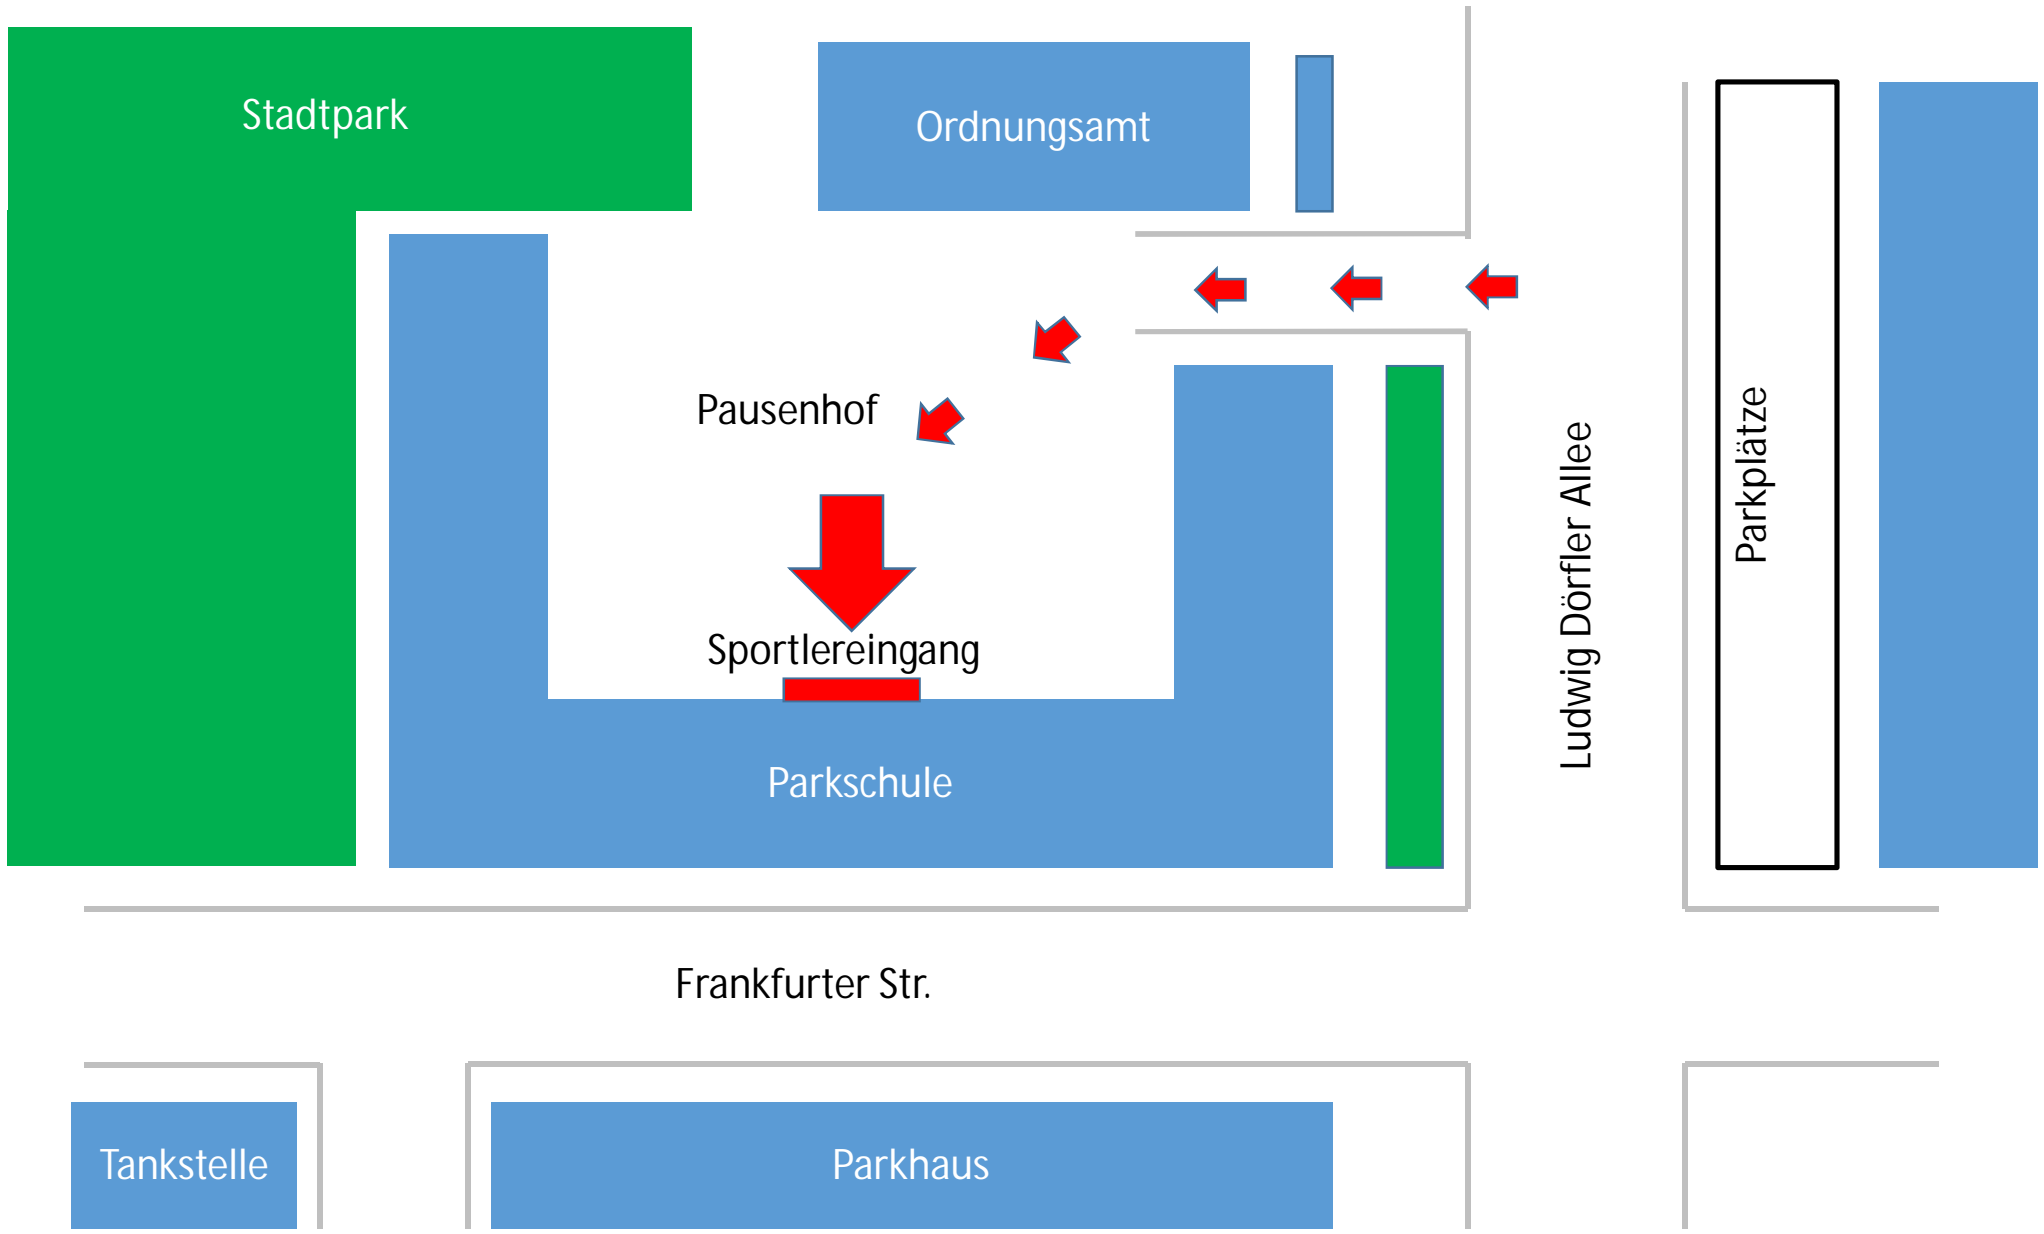 Stadtpark
Ordnungsamt
Pausenhof
Parkplätze
Ludwig Dörfler Allee
Sportlereingang
Parkschule
Frankfurter Str.
Tankstelle
Parkhaus